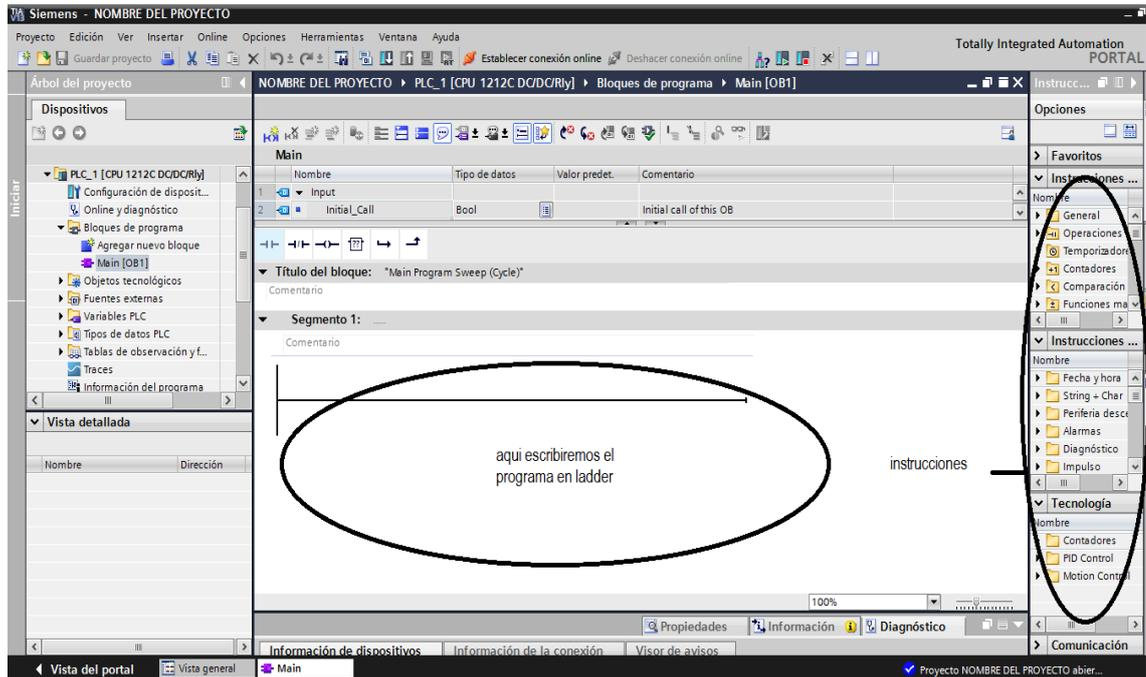 Siemens - NOMBRE DEL PROYECTO
Proyecto Edición Ver Insertar Online Opciones Herramientas Ventana Ayuda
Totally Integrated Automation
PORTAL
Guardar proyecto Establecer conexión online Deshacer conexión online
Árbol del proyecto
NOMBRE DEL PROYECTO PLC_1 [CPU 1212C DC/DC/Rly] Bloques de programa Main [OB1]
Instrucc...
Dispositivos
Opciones
Iniciar
PLC_1 [CPU 1212C DC/DC/Rly]
Configuración de disposit...
Online y diagnóstico
Bloques de programa
Agregar nuevo bloque
Main [OB1]
Objetos tecnológicos
Fuentes externas
Variables PLC
Tipos de datos PLC
Tablas de observación y f...
Traces
Información del programa
Vista detallada
Nombre Dirección
Main
Nombre Tipo de datos Valor predet. Comentario
1 Input
2 Initial_Call Bool Initial call of this OB
??
Título del bloque: "Main Program Sweep (Cycle)"
Comentario
Segmento 1: ......
Comentario
aqui escribiremos el
programa en ladder
instrucciones
100%
Propiedades Información Diagnóstico
Información de dispositivos Información de la conexión Visor de avisos
Favoritos
Instrucciones ...
Nombre
General
Operaciones
Temporizadore
Contadores
Comparación
Funciones ma
Instrucciones ...
Nombre
Fecha y hora
String + Char
Periferia desce
Alarmas
Diagnóstico
Impulso
Tecnología
Nombre
Contadores
PID Control
Motion Control
Comunicación
Vista del portal Vista general Main Proyecto NOMBRE DEL PROYECTO abier...